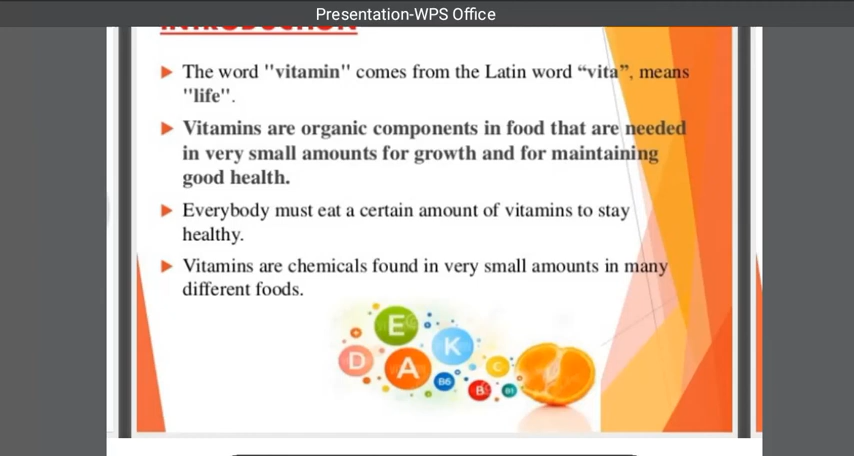 Presentation-WPS Office
INTRODUCTION
The word "vitamin" comes from the Latin word “vita”, means
"life".
Vitamins are organic components in food that are needed
in very small amounts for growth and for maintaining
good health.
Everybody must eat a certain amount of vitamins to stay
healthy.
Vitamins are chemicals found in very small amounts in many
different foods.
E
K
D
A
C
B6